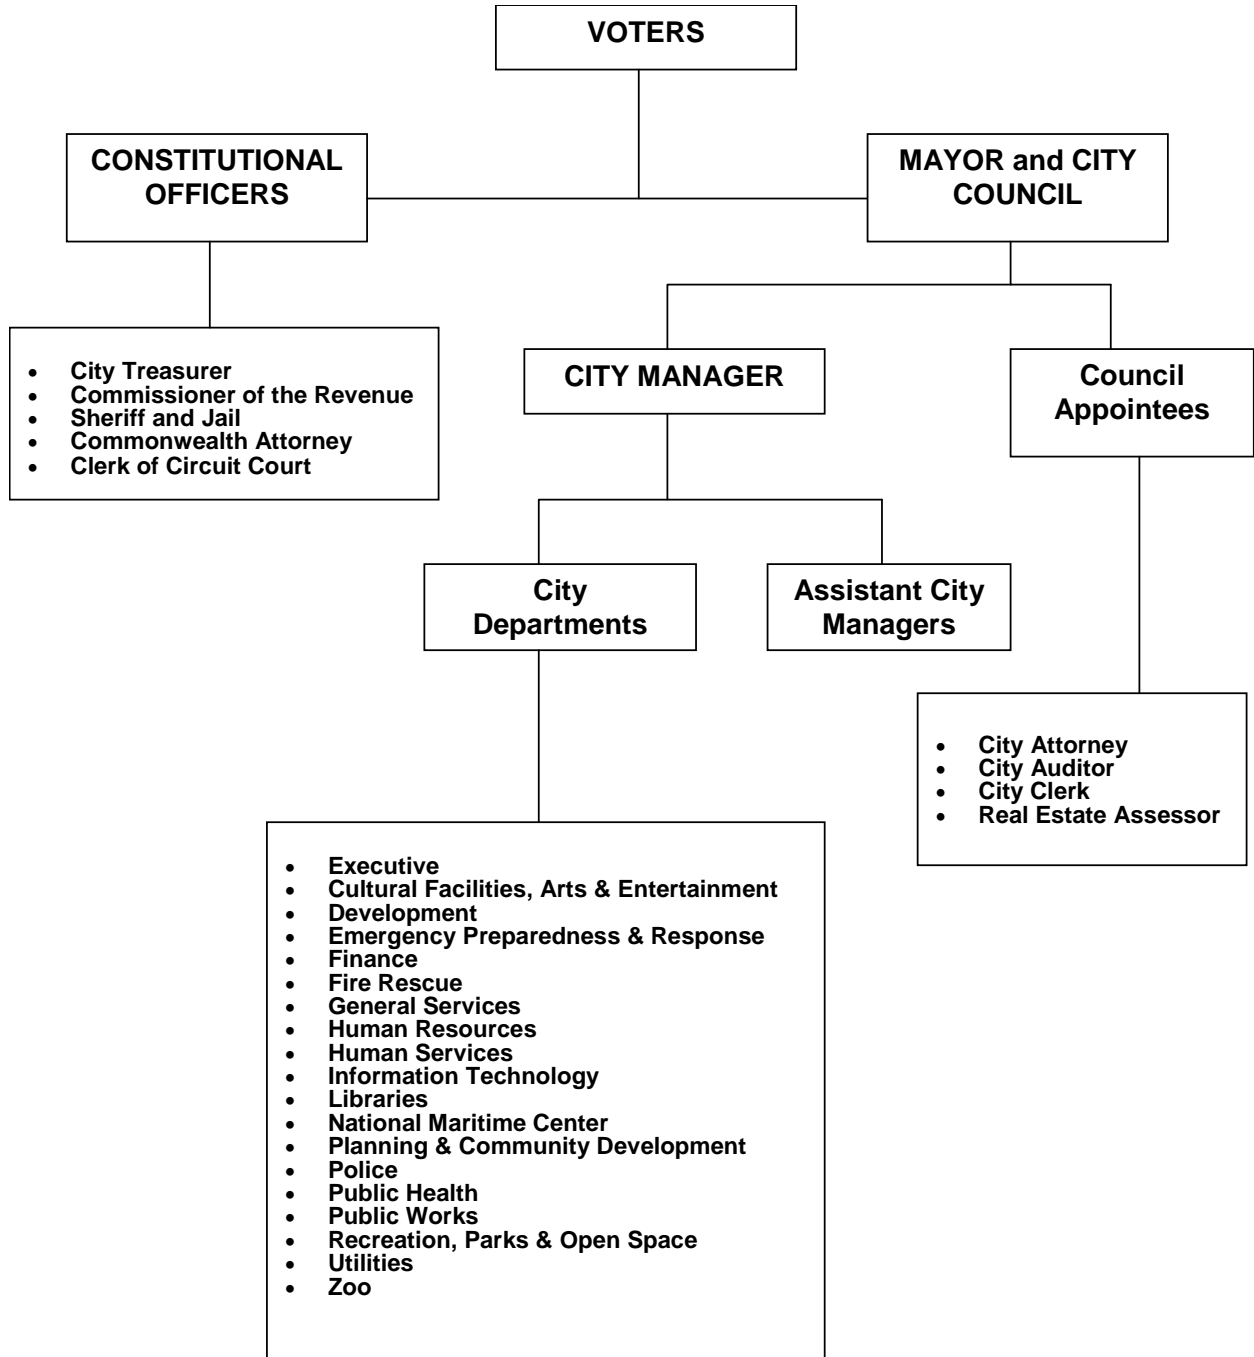 VOTERS
CONSTITUTIONAL
OFFICERS
MAYOR and CITY
COUNCIL
• City Treasurer
• Commissioner of the Revenue
• Sheriff and Jail
• Commonwealth Attorney
• Clerk of Circuit Court
CITY MANAGER
Council
Appointees
City
Departments
Assistant City
Managers
• City Attorney
• City Auditor
• City Clerk
• Real Estate Assessor
• Executive
• Cultural Facilities, Arts & Entertainment
• Development
• Emergency Preparedness & Response
• Finance
• Fire Rescue
• General Services
• Human Resources
• Human Services
• Information Technology
• Libraries
• National Maritime Center
• Planning & Community Development
• Police
• Public Health
• Public Works
• Recreation, Parks & Open Space
• Utilities
• Zoo